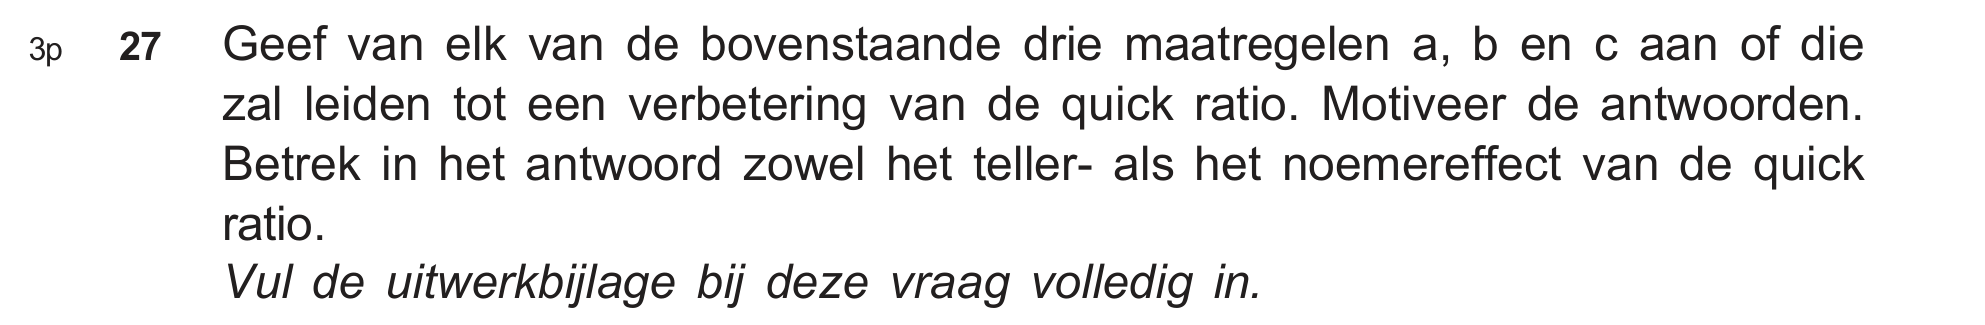 3p 27 Geef van elk van de bovenstaande drie maatregelen a, b en c aan of die
zal leiden tot een verbetering van de quick ratio. Motiveer de antwoorden.
Betrek in het antwoord zowel het teller- als het noemereffect van de quick
ratio.
Vul de uitwerkbijlage bij deze vraag volledig in.